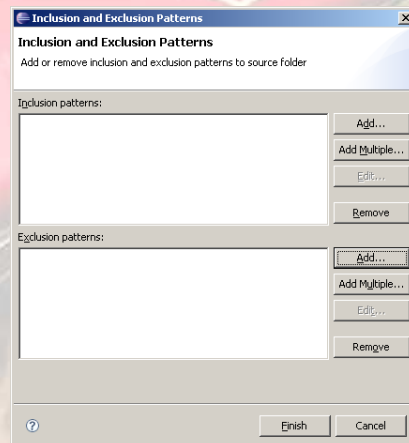 Inclusion and Exclusion Patterns
Inclusion and Exclusion Patterns
Add or remove inclusion and exclusion patterns to source folder
Inclusion patterns:
Add...
Add Multiple...
Edit...
Remove
Exclusion patterns:
Add...
Add Multiple...
Edit...
Remove
Finish
Cancel